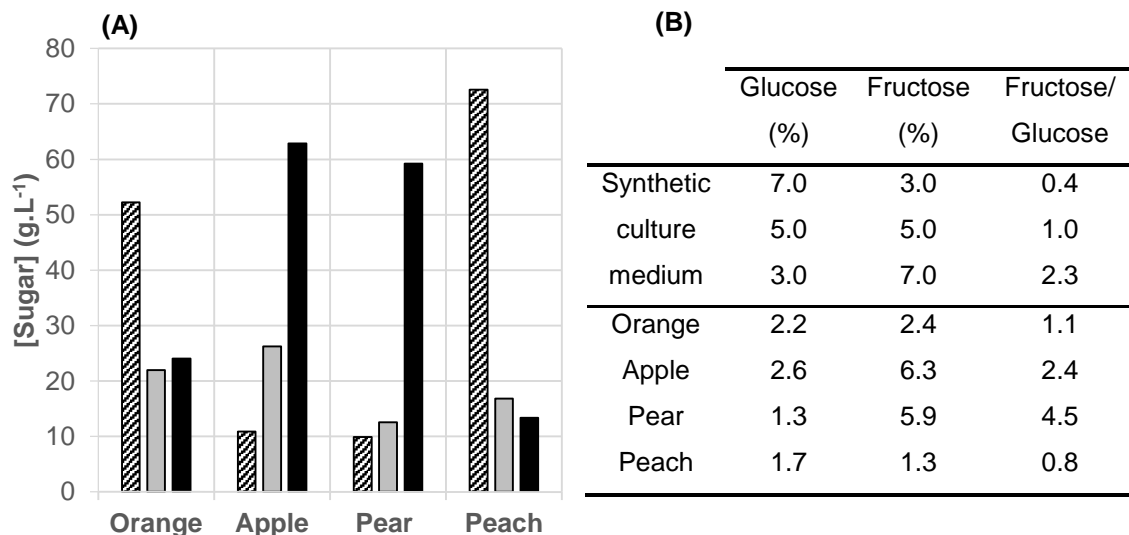 (A)
[Sugar] (g.L-1)
80
70
60
50
40
30
20
10
0
Orange Apple Pear Peach
(B)
Glucose Fructose Fructose/
(%) (%) Glucose
Synthetic 7.0 3.0 0.4
culture 5.0 5.0 1.0
medium 3.0 7.0 2.3
Orange 2.2 2.4 1.1
Apple 2.6 6.3 2.4
Pear 1.3 5.9 4.5
Peach 1.7 1.3 0.8